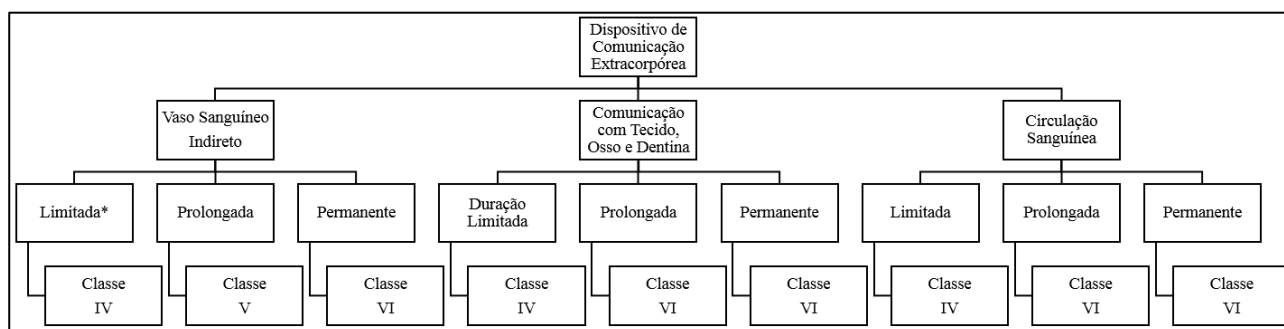 Dispositivo de
Comunicação
Extracorpórea
Vaso Sanguíneo
Indireto
Comunicação
com Tecido,
Osso e Dentina
Circulação
Sanguínea
Limitada*
Prolongada
Permanente
Duração
Limitada
Prolongada
Permanente
Limitada
Prolongada
Permanente
Classe
IV
Classe
V
Classe
VI
Classe
IV
Classe
VI
Classe
VI
Classe
IV
Classe
VI
Classe
VI